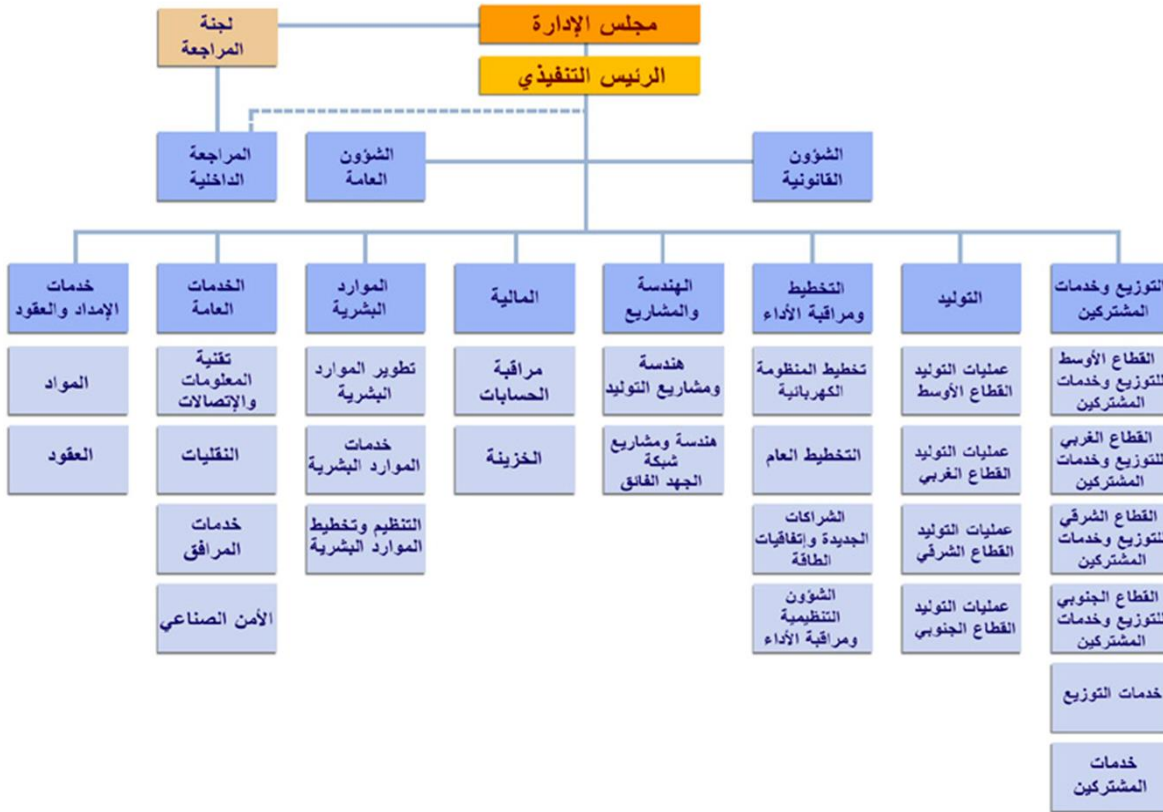 مجلس الإدارة
لجنة
المراجعة
الرئيس التنفيذي
الشؤون
القانونية
الشؤون
العامة
المراجعة
الداخلية
التوزيع وخدمات
المشتركين
التوليد
التخطيط
ومراقبة الأداء
الهندسة
والمشاريع
المالية
الموارد
البشرية
الخدمات
العامة
خدمات
الإمداد والعقود
القطاع الأوسط
للتوزيع وخدمات
المشتركين
عمليات التوليد
القطاع الأوسط
تخطيط المنظومة
الكهربائية
هندسة
ومشاريع التوليد
مراقبة
الحسابات
تطوير الموارد
البشرية
تقنية
المعلومات
والإتصالات
المواد
القطاع الغربي
للتوزيع وخدمات
المشتركين
عمليات التوليد
القطاع الغربي
التخطيط العام
هندسة ومشاريع
شبكة
الجهد الفائق
الخزينة
خدمات
الموارد البشرية
النقليات
العقود
القطاع الشرقي
للتوزيع وخدمات
المشتركين
عمليات التوليد
القطاع الشرقي
الشراكات
الجديدة وإتفاقيات
الطاقة
التنظيم وتخطيط
الموارد البشرية
خدمات
المرافق
القطاع الجنوبي
للتوزيع وخدمات
المشتركين
عمليات التوليد
القطاع الجنوبي
الشؤون
التنظيمية
ومراقبة الأداء
الأمن الصناعي
خدمات التوزيع
خدمات
المشتركين